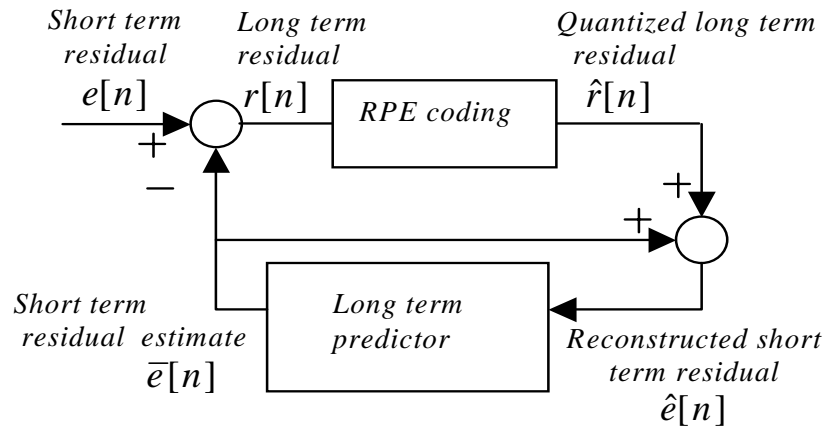 Short term
residual
e[n]
Long term
residual
r[n]
Quantized long term
residual
r̂[n]
RPE coding
+
−
+
+
Short term
residual estimate
e̅[n]
Long term
predictor
Reconstructed short
term residual
ê[n]